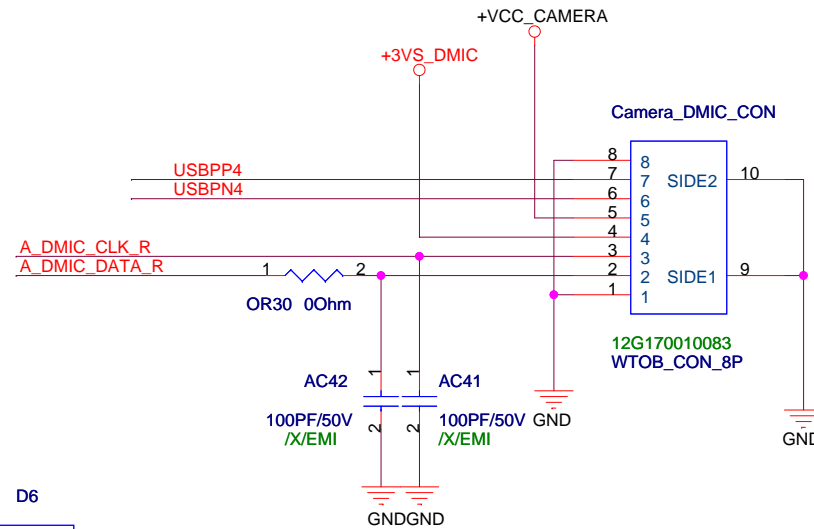 +VCC_CAMERA
+3VS_DMIC
Camera_DMIC_CON
8 8
USBPP4 7 7 SIDE2 10
USBPN4 6 6
5 5
4 4
A_DMIC_CLK_R 3 3
A_DMIC_DATA_R 1 2 2 2 SIDE1 9
1 1
OR30 0Ohm
12G170010083
WTOB_CON_8P
AC42 1 1 AC41
100PF/50V 2 2 100PF/50V GND
/X/EMI /X/EMI
GND
D6
GNDGND